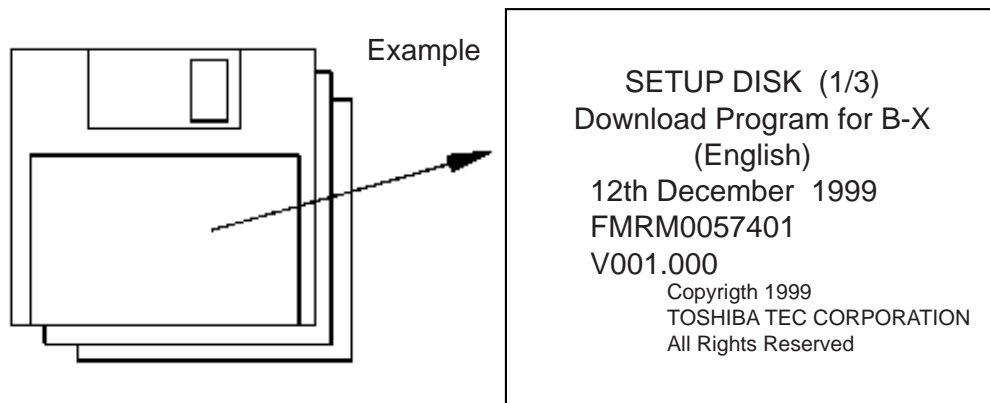 Example
SETUP DISK (1/3)
Download Program for B-X
(English)
12th December 1999
FMRM0057401
V001.000
Copyrigth 1999
TOSHIBA TEC CORPORATION
All Rights Reserved